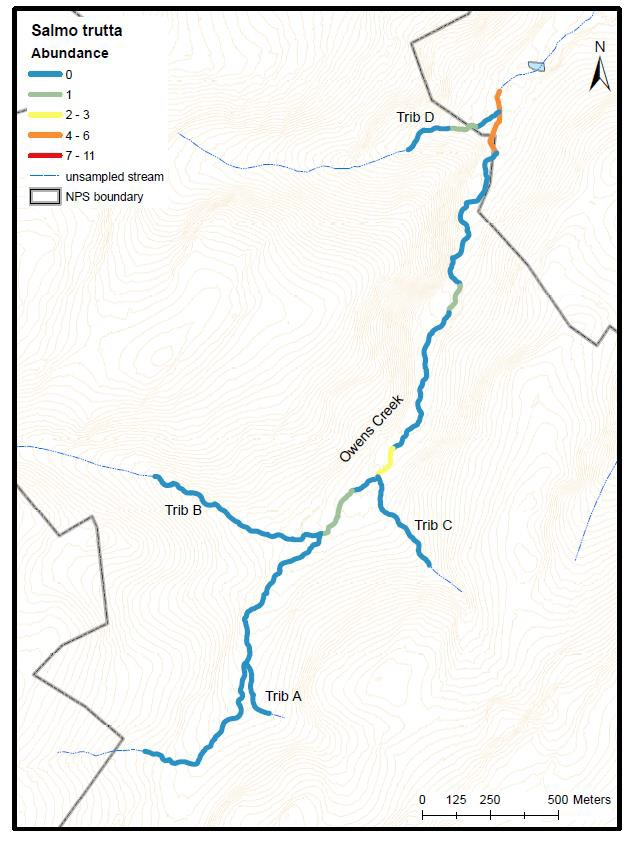 Salmo trutta
Abundance
0
1
2 - 3
4 - 6
7 - 11
unsampled stream
NPS boundary
N
Trib D
Owens Creek
Trib B
Trib C
Trib A
0 125 250 500 Meters